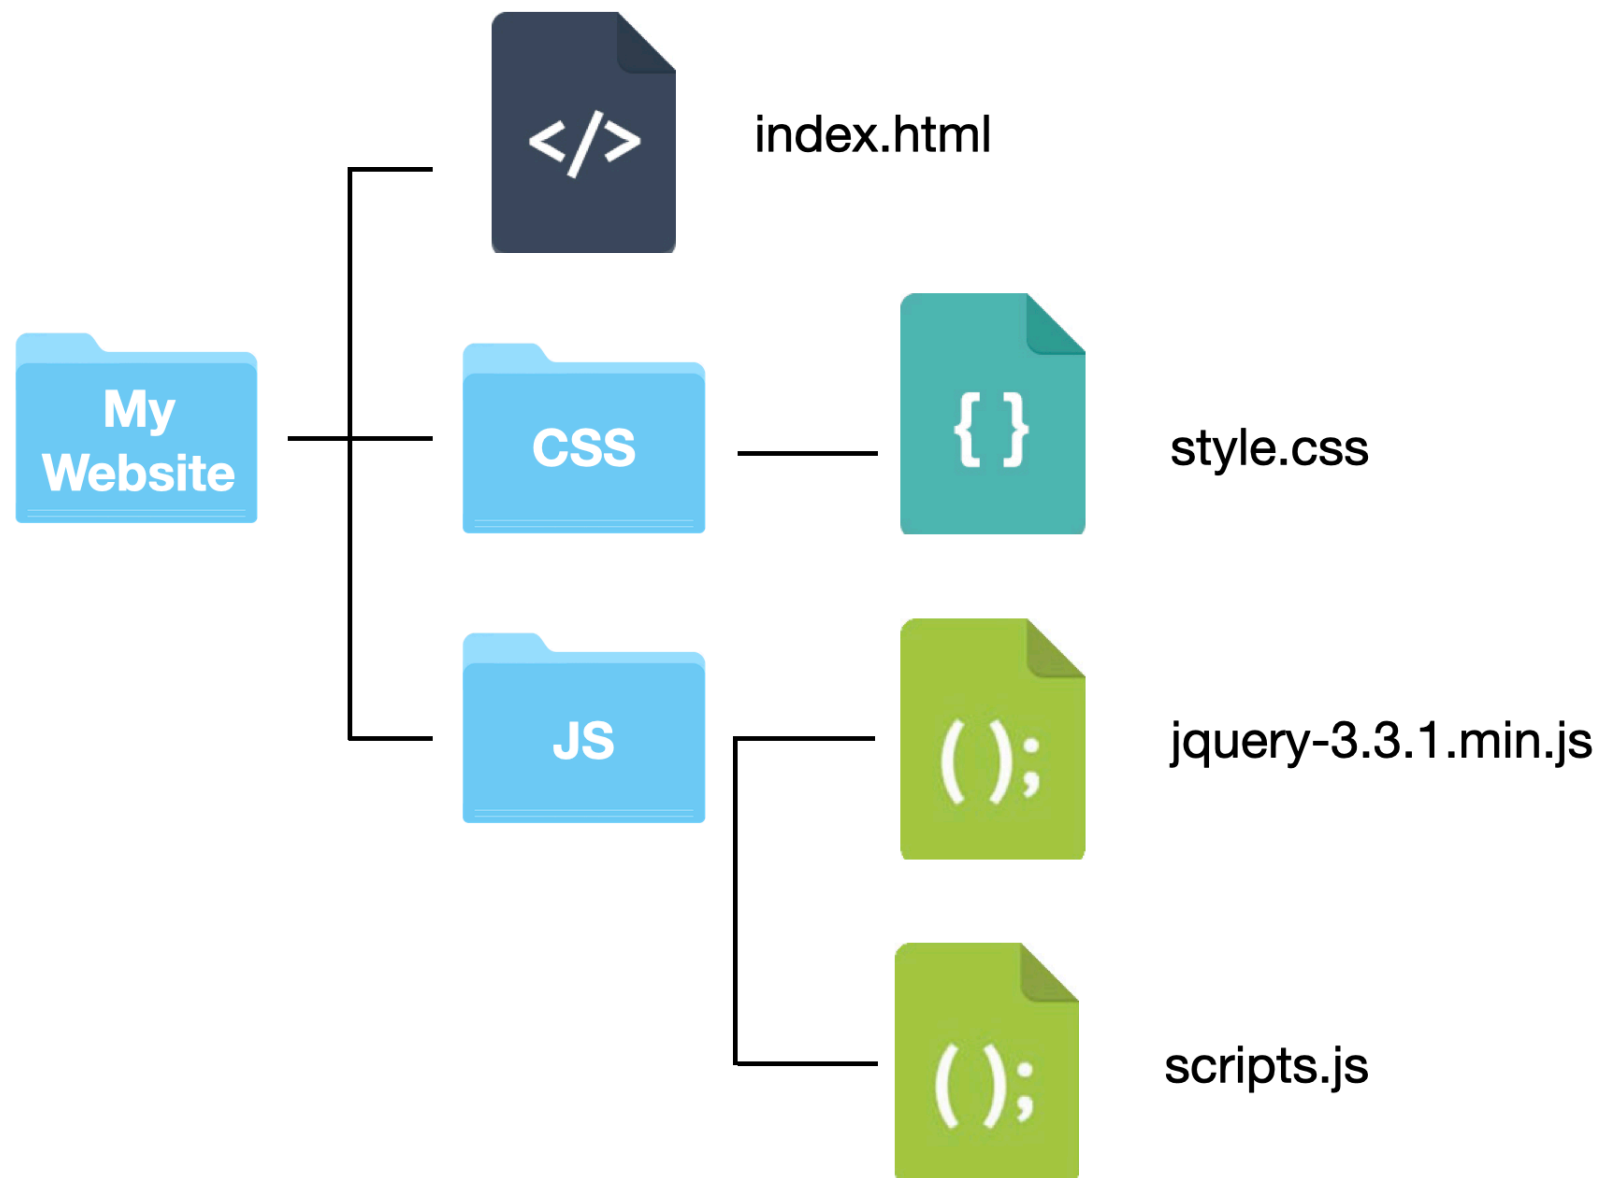 </>
index.html
My
Website
CSS
{ }
style.css
JS
( );
jquery-3.3.1.min.js
( );
scripts.js